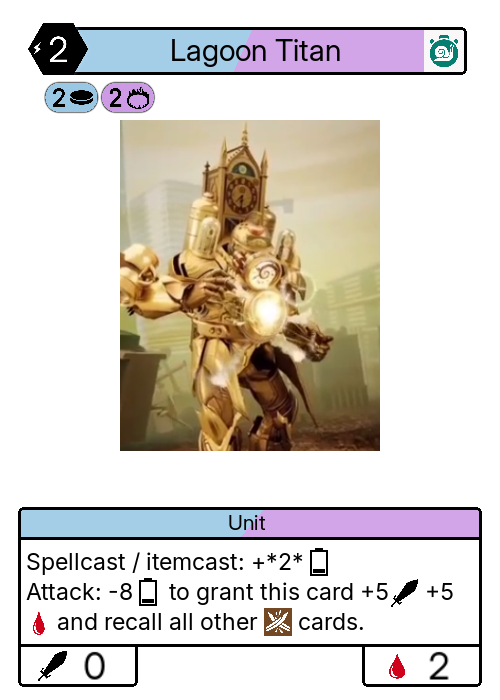 2 Lagoon Titan
2 2
Unit
Spellcast / itemcast: +*2*
Attack: -8 to grant this card +5 +5
and recall all other cards.
0 2